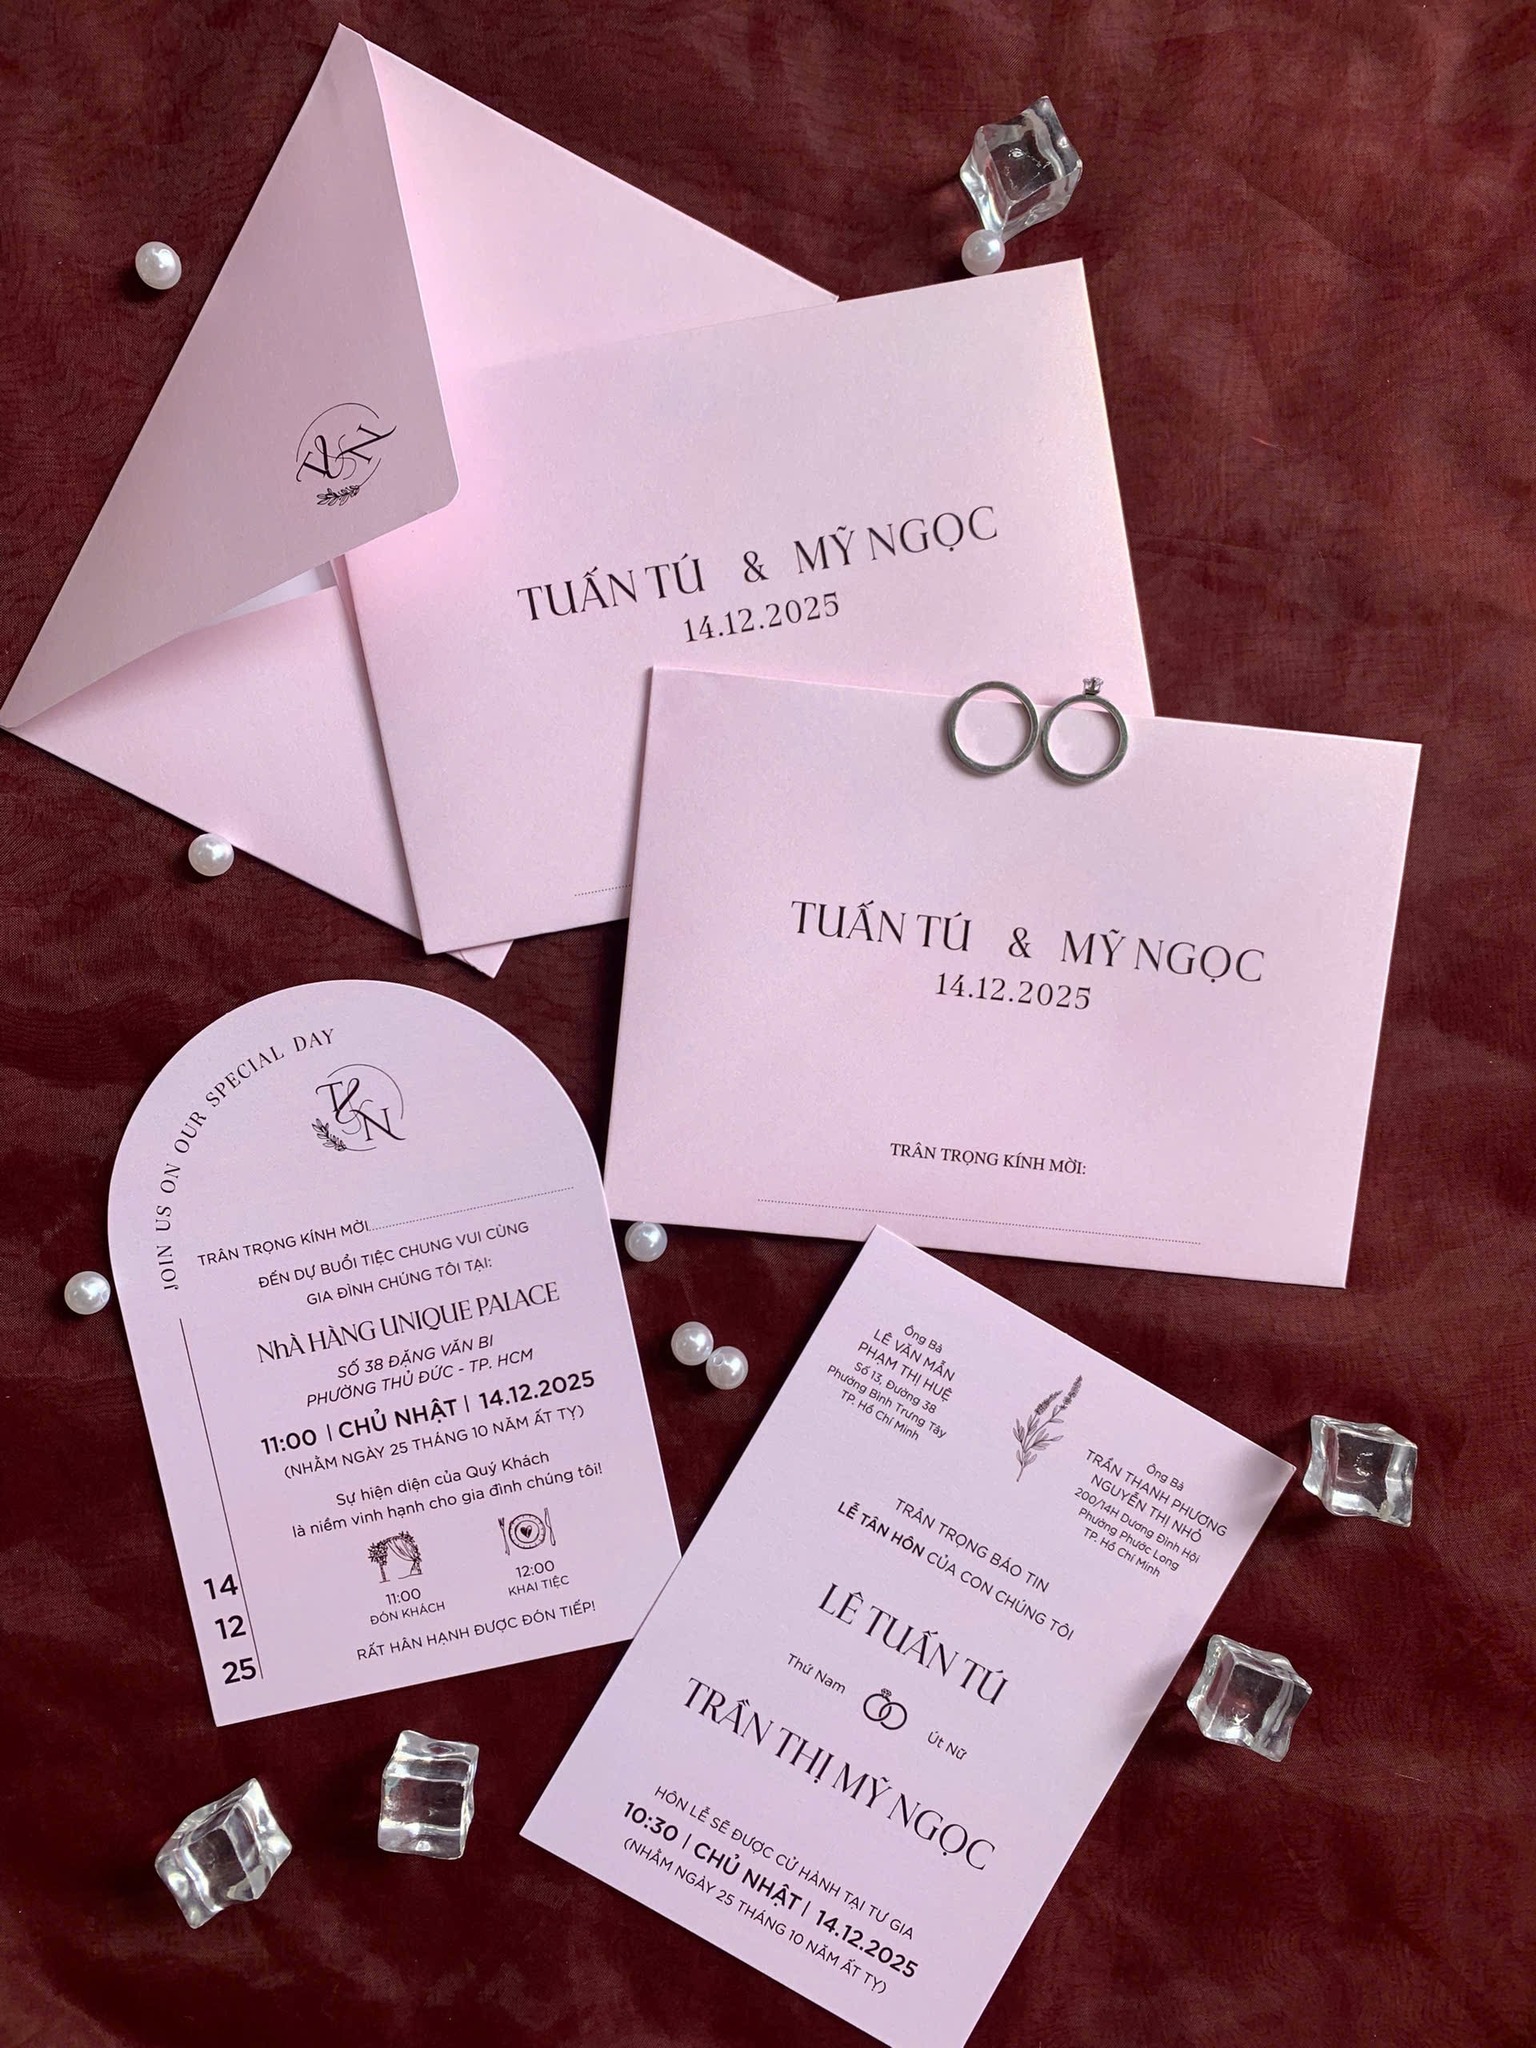 T&N
TUẤN TÚ & MỸ NGỌC
14.12.2025
TUẤN TÚ & MỸ NGỌC
14.12.2025
TRÂN TRỌNG KÍNH MỜI:
JOIN US ON OUR SPECIAL DAY
T&N
TRÂN TRỌNG KÍNH MỜI
ĐẾN DỰ BUỔI TIỆC CHUNG VUI CÙNG
GIA ĐÌNH CHÚNG TÔI TẠI:
NhÀ HÀNG UNIQUE PALACE
SỐ 38 ĐẶNG VĂN BI
PHƯỜNG THỦ ĐỨC - TP. HCM
11:00 | CHỦ NHẬT | 14.12.2025
(NHẰM NGÀY 25 THÁNG 10 NĂM ẤT TỴ)
Sự hiện diện của Quý Khách
là niềm vinh hạnh cho gia đình chúng tôi!
11:00
ĐÓN KHÁCH
12:00
KHAI TIỆC
RẤT HÂN HẠNH ĐƯỢC ĐÓN TIẾP!
14
12
25
Ông Bà
LÊ VĂN MẪN
PHẠM THỊ HUỆ
Số 13, Đường 38
Phường Bình Trưng Tây
TP. Hồ Chí Minh
Ông Bà
TRẦN THANH PHƯƠNG
NGUYỄN THỊ NHỎ
200/14H Dương Đình Hội
Phường Phước Long
TP. Hồ Chí Minh
TRÂN TRỌNG BÁO TIN
LỄ TÂN HÔN CỦA CON CHÚNG TÔI
LÊ TUẤN TÚ
Thứ Nam
Út Nữ
TRẦN THỊ MỸ NGỌC
HÔN LỄ SẼ ĐƯỢC CỬ HÀNH TẠI TƯ GIA
10:30 | CHỦ NHẬT | 14.12.2025
(NHẰM NGÀY 25 THÁNG 10 NĂM ẤT TỴ)